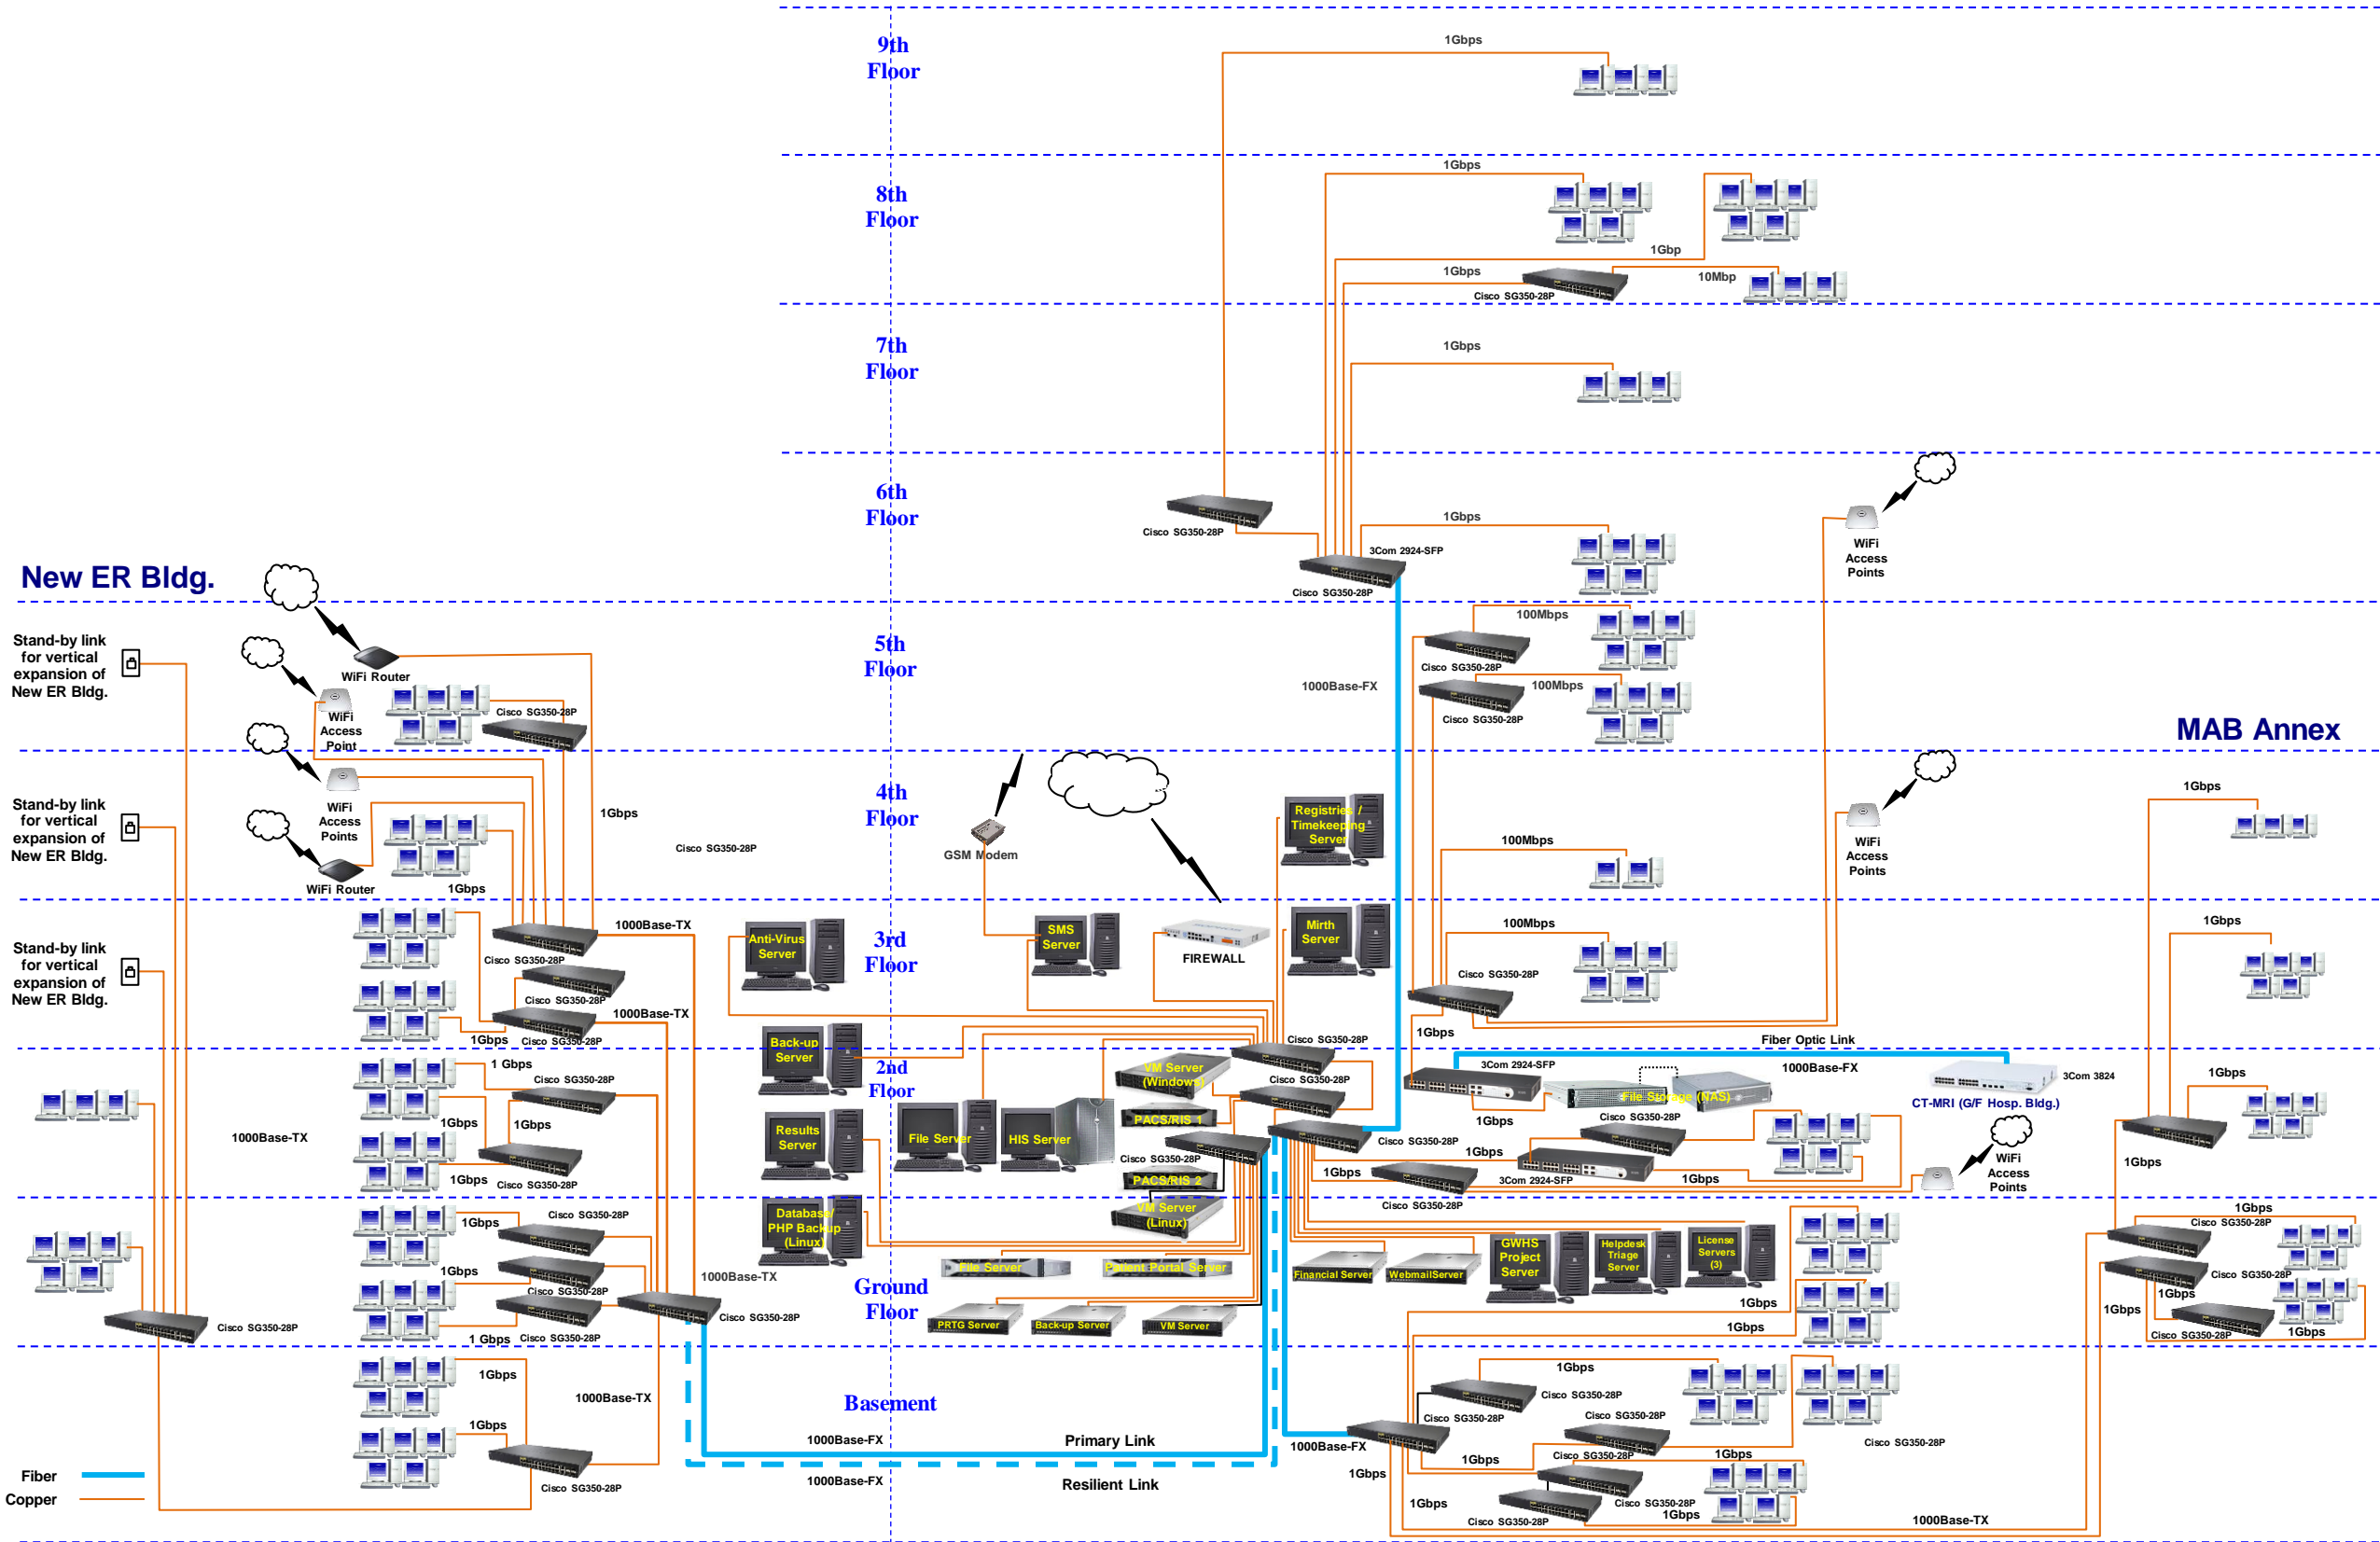 9th
Floor
1Gbps
8th
Floor
1Gbps
1Gbp
1Gbps
10Mbp
Cisco SG350-28P
7th
Floor
1Gbps
6th
Floor
Cisco SG350-28P
1Gbps
3Com 2924-SFP
Cisco SG350-28P
WiFi
Access
Points
New ER Bldg.
Stand-by link
for vertical
expansion of
New ER Bldg.
WiFi Router
WiFi
Access
Point
Cisco SG350-28P
5th
Floor
1000Base-FX
100Mbps
Cisco SG350-28P
100Mbps
Cisco SG350-28P
MAB Annex
Stand-by link
for vertical
expansion of
New ER Bldg.
WiFi
Access
Points
WiFi Router
1Gbps
1Gbps
Cisco SG350-28P
4th
Floor
GSM Modem
Registries /
Timekeeping
Server
100Mbps
WiFi
Access
Points
1Gbps
Stand-by link
for vertical
expansion of
New ER Bldg.
1000Base-TX
Cisco SG350-28P
Cisco SG350-28P
1000Base-TX
1Gbps
Cisco SG350-28P
Anti-Virus
Server
3rd
Floor
SMS
Server
FIREWALL
Mirth
Server
100Mbps
Cisco SG350-28P
1Gbps
1Gbps
1 Gbps
Cisco SG350-28P
1Gbps
1Gbps
1000Base-TX
1Gbps
Cisco SG350-28P
Back-up
Server
2nd
Floor
VM Server
(Windows)
Cisco SG350-28P
Cisco SG350-28P
PACS/RIS 1
Results
Server
File Server
HIS Server
Cisco SG350-28P
PACS/RIS 2
VM Server
(Linux)
Cisco SG350-28P
Fiber Optic Link
3Com 2924-SFP
1000Base-FX
File Storage (NAS)
3Com 3824
CT-MRI (G/F Hosp. Bldg.)
1Gbps
Cisco SG350-28P
1Gbps
1Gbps
3Com 2924-SFP
1Gbps
Cisco SG350-28P
WiFi
Access
Points
1Gbps
1Gbps
1Gbps
Cisco SG350-28P
1Gbps
Cisco SG350-28P
1 Gbps
Cisco SG350-28P
Cisco SG350-28P
Cisco SG350-28P
Database/
PHP Backup
(Linux)
1000Base-TX
Ground
Floor
File Server
Patient Portal Server
PRTG Server
Back-up Server
VM Server
Financial Server
WebmailServer
GWHS
Project
Server
Helpdesk
Triage
Server
License
Servers
(3)
1Gbps
1Gbps
1Gbps
Cisco SG350-28P
Cisco SG350-28P
1Gbps
1Gbps
Cisco SG350-28P
1Gbps
1Gbps
1000Base-TX
1Gbps
Cisco SG350-28P
Basement
1000Base-FX
Primary Link
1000Base-FX
Resilient Link
1000Base-FX
1Gbps
Cisco SG350-28P
Cisco SG350-28P
Cisco SG350-28P
Cisco SG350-28P
Cisco SG350-28P
1Gbps
1Gbps
1Gbps
1Gbps
Cisco SG350-28P
1Gbps
Cisco SG350-28P
1000Base-TX
Fiber
Copper